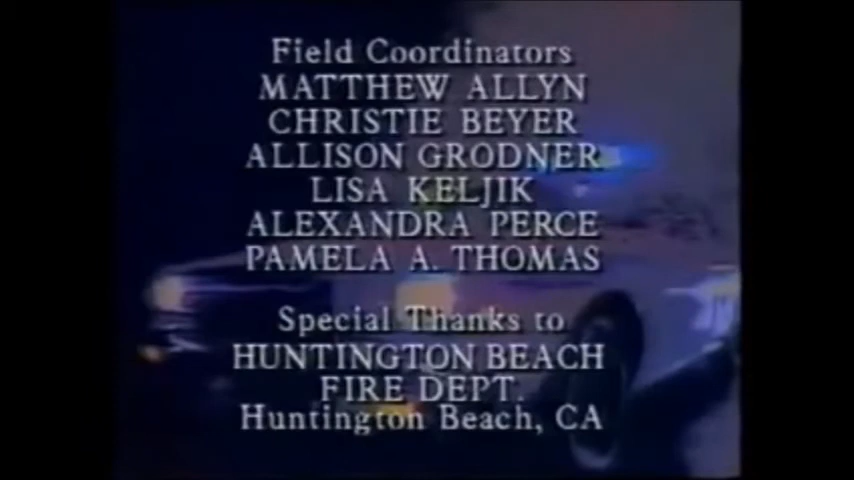 Field Coordinators
MATTHEW ALLYN
CHRISTIE BEYER
ALLISON GRODNER
LISA KELJIK
ALEXANDRA PERCE
PAMELA A. THOMAS
Special Thanks to
HUNTINGTON BEACH
FIRE DEPT.
Huntington Beach, CA